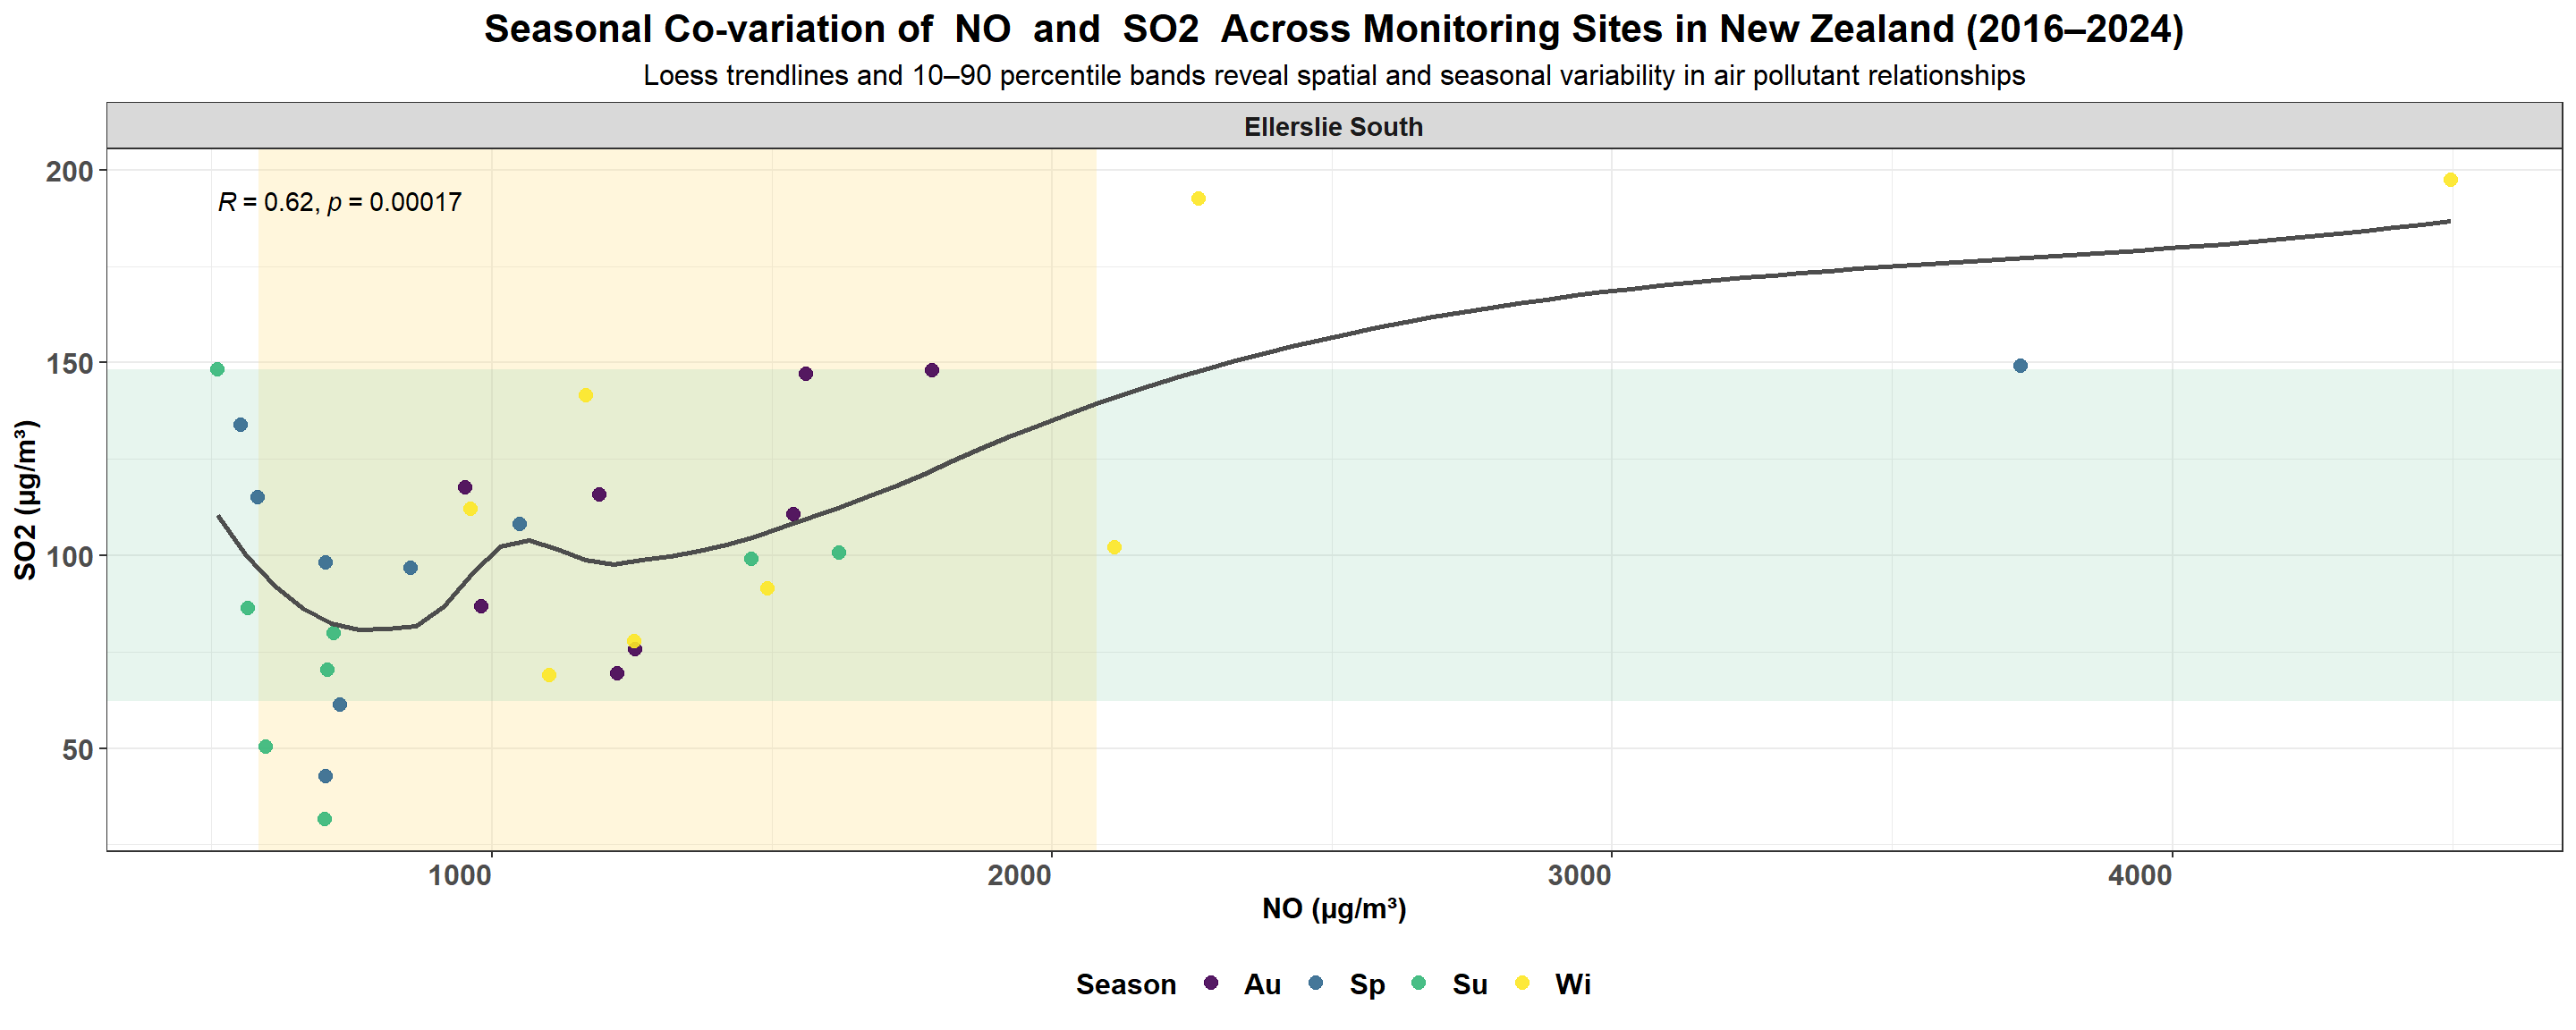 Seasonal Co-variation of NO and SO2 Across Monitoring Sites in New Zealand (2016–2024)
Loess trendlines and 10–90 percentile bands reveal spatial and seasonal variability in air pollutant relationships
Ellerslie South
R = 0.62, p = 0.00017
200
150
100
50
SO2 (µg/m³)
1000 2000 3000 4000
NO (µg/m³)
Season Au Sp Su Wi